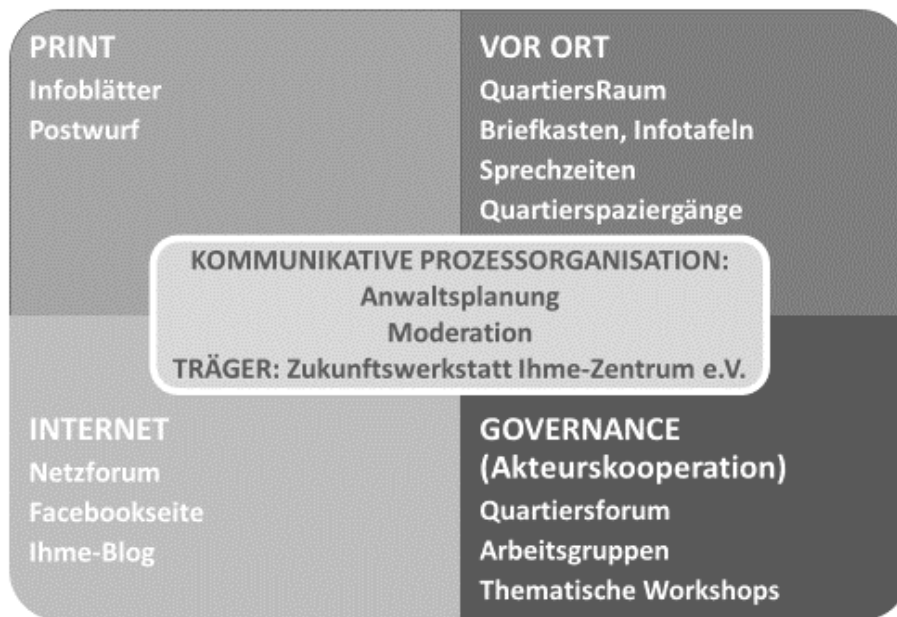 PRINT
Infoblätter
Postwurf
VOR ORT
QuartiersRaum
Briefkasten, Infotafeln
Sprechzeiten
Quartierspaziergänge
KOMMUNIKATIVE PROZESSORGANISATION:
Anwaltsplanung
Moderation
TRÄGER: Zukunftswerkstatt Ihme-Zentrum e.V.
INTERNET
Netzforum
Facebookseite
Ihme-Blog
GOVERNANCE
(Akteurskooperation)
Quartiersforum
Arbeitsgruppen
Thematische Workshops